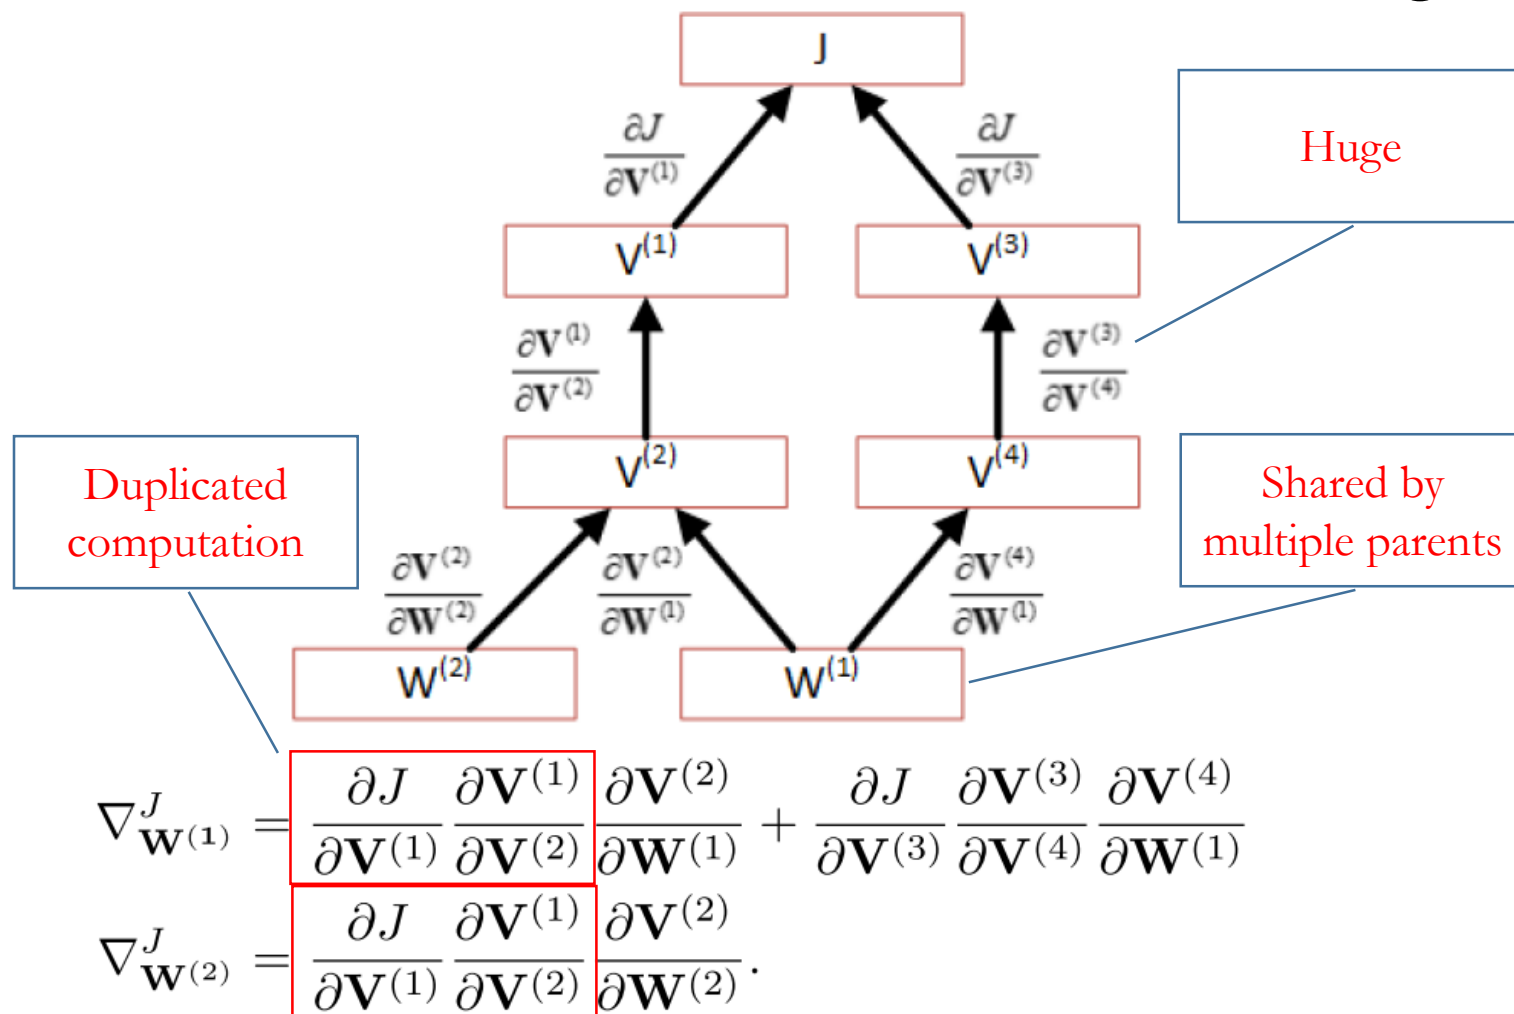 J
∂J/∂V^(1)
∂J/∂V^(3)
Huge
V^(1)
V^(3)
∂V^(1)/∂V^(2)
∂V^(3)/∂V^(4)
Duplicated
computation
V^(2)
V^(4)
Shared by
multiple parents
∂V^(2)/∂W^(2)
∂V^(2)/∂W^(1)
∂V^(4)/∂W^(1)
W^(2)
W^(1)
∇^J_W^(1) = ∂J/∂V^(1) ∂V^(1)/∂V^(2) ∂V^(2)/∂W^(1) + ∂J/∂V^(3) ∂V^(3)/∂V^(4) ∂V^(4)/∂W^(1)
∇^J_W^(2) = ∂J/∂V^(1) ∂V^(1)/∂V^(2) ∂V^(2)/∂W^(2).